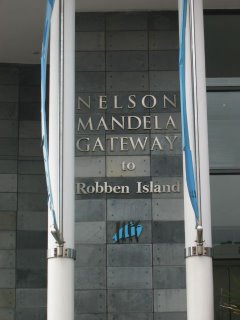 NELSON
MANDELA
GATEWAY
to
Robben Island